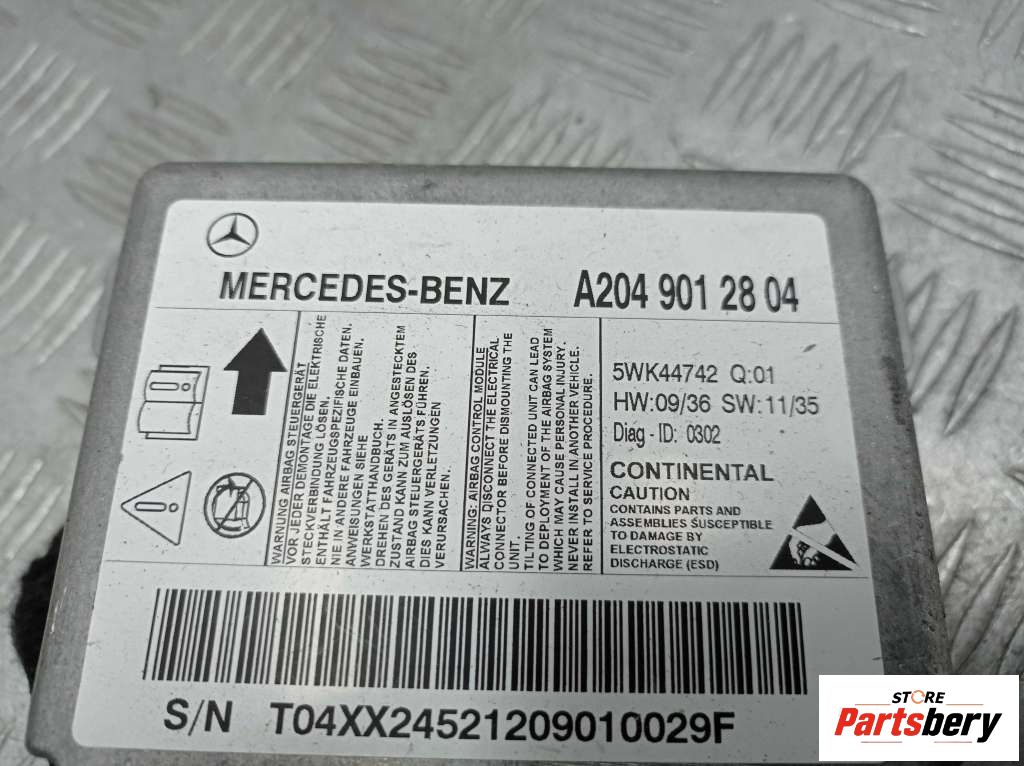 MERCEDES-BENZ A204 901 28 04
WARNUNG AIRBAG STEUERGERÄT
VOR JEDER DEMONTAGE DIE ELEKTRISCHE
STECKVERBINDUNG LÖSEN.
ENTHÄLT FAHRZEUGSPEZIFISCHE DATEN.
NIE IN ANDERE FAHRZEUGE EINBAUEN.
ANWEISUNGEN SIEHE
WERKSTATTHANDBUCH.
DREHEN DES GERÄTS IN ANGESTECKTEM
ZUSTAND KANN ZUM AUSLÖSEN DES
AIRBAG STEUERGERÄTS FÜHREN.
DIES KANN VERLETZUNGEN
VERURSACHEN.
WARNING: AIRBAG CONTROL MODULE
ALWAYS DISCONNECT THE ELECTRICAL
CONNECTOR BEFORE DISMOUNTING THE
UNIT.
TILTING OF CONNECTED UNIT CAN LEAD
TO DEPLOYMENT OF THE AIRBAG SYSTEM
WHICH MAY CAUSE PERSONAL INJURY.
NEVER INSTALL IN ANOTHER VEHICLE.
REFER TO SERVICE PROCEDURE.
5WK44742 Q:01
HW:09/36 SW:11/35
Diag - ID: 0302
CONTINENTAL
CAUTION
CONTAINS PARTS AND
ASSEMBLIES SUSCEPTIBLE
TO DAMAGE BY
ELECTROSTATIC
DISCHARGE (ESD)
S/N T04XX24521209010029F
STORE
Partsbery